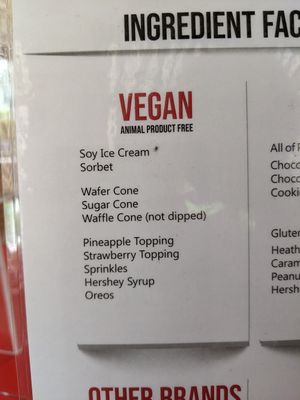 INGREDIENT FAC
VEGAN
ANIMAL PRODUCT FREE
Soy Ice Cream *
Sorbet
Wafer Cone
Sugar Cone
Waffle Cone (not dipped)
Pineapple Topping
Strawberry Topping
Sprinkles
Hershey Syrup
Oreos
All of
Choco
Choco
Cookie
Gluten
Heath
Caram
Peanu
Hersh
OTHER BRANDS